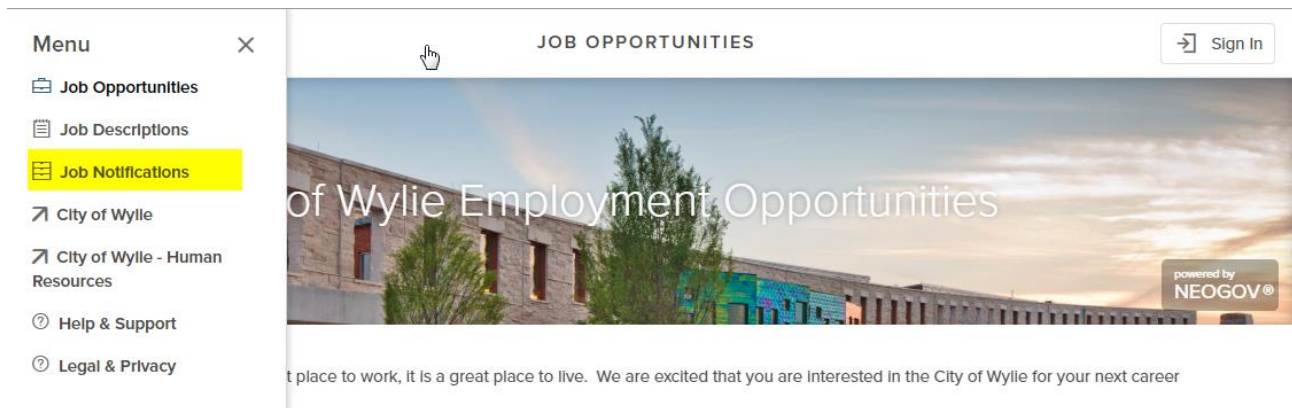 Menu
JOB OPPORTUNITIES
Sign In
Job Opportunities
Job Descriptions
Job Notifications
City of Wylie
City of Wylie - Human
Resources
Help & Support
Legal & Privacy
of Wylie Employment Opportunities
powered by
NEOGOV®
t place to work, it is a great place to live. We are excited that you are interested in the City of Wylie for your next career